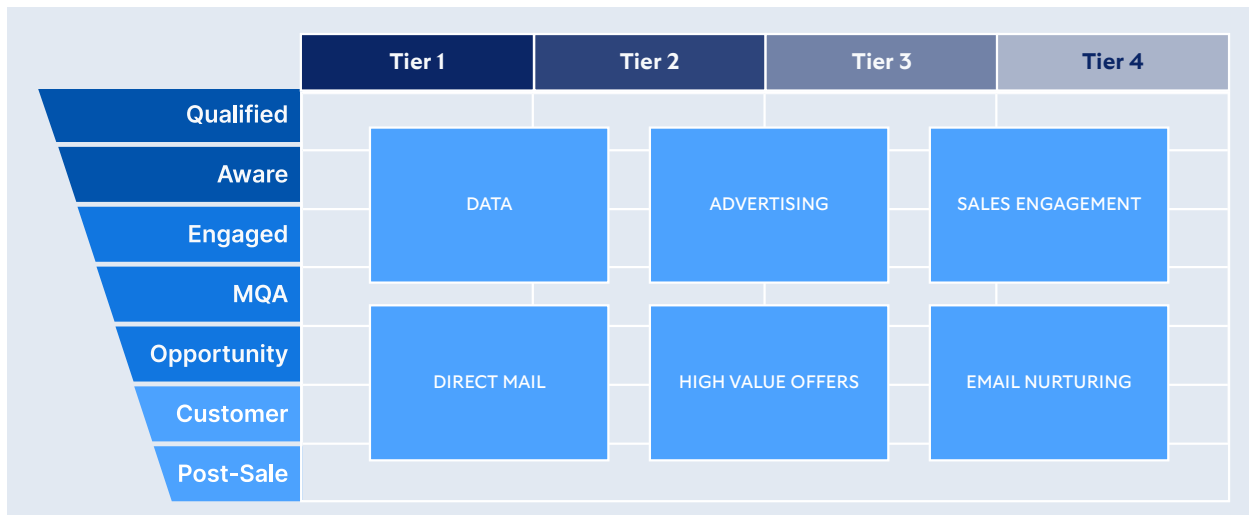 Tier 1
Tier 2
Tier 3
Tier 4
Qualified
Aware
Engaged
MQA
Opportunity
Customer
Post-Sale
DATA
ADVERTISING
SALES ENGAGEMENT
DIRECT MAIL
HIGH VALUE OFFERS
EMAIL NURTURING